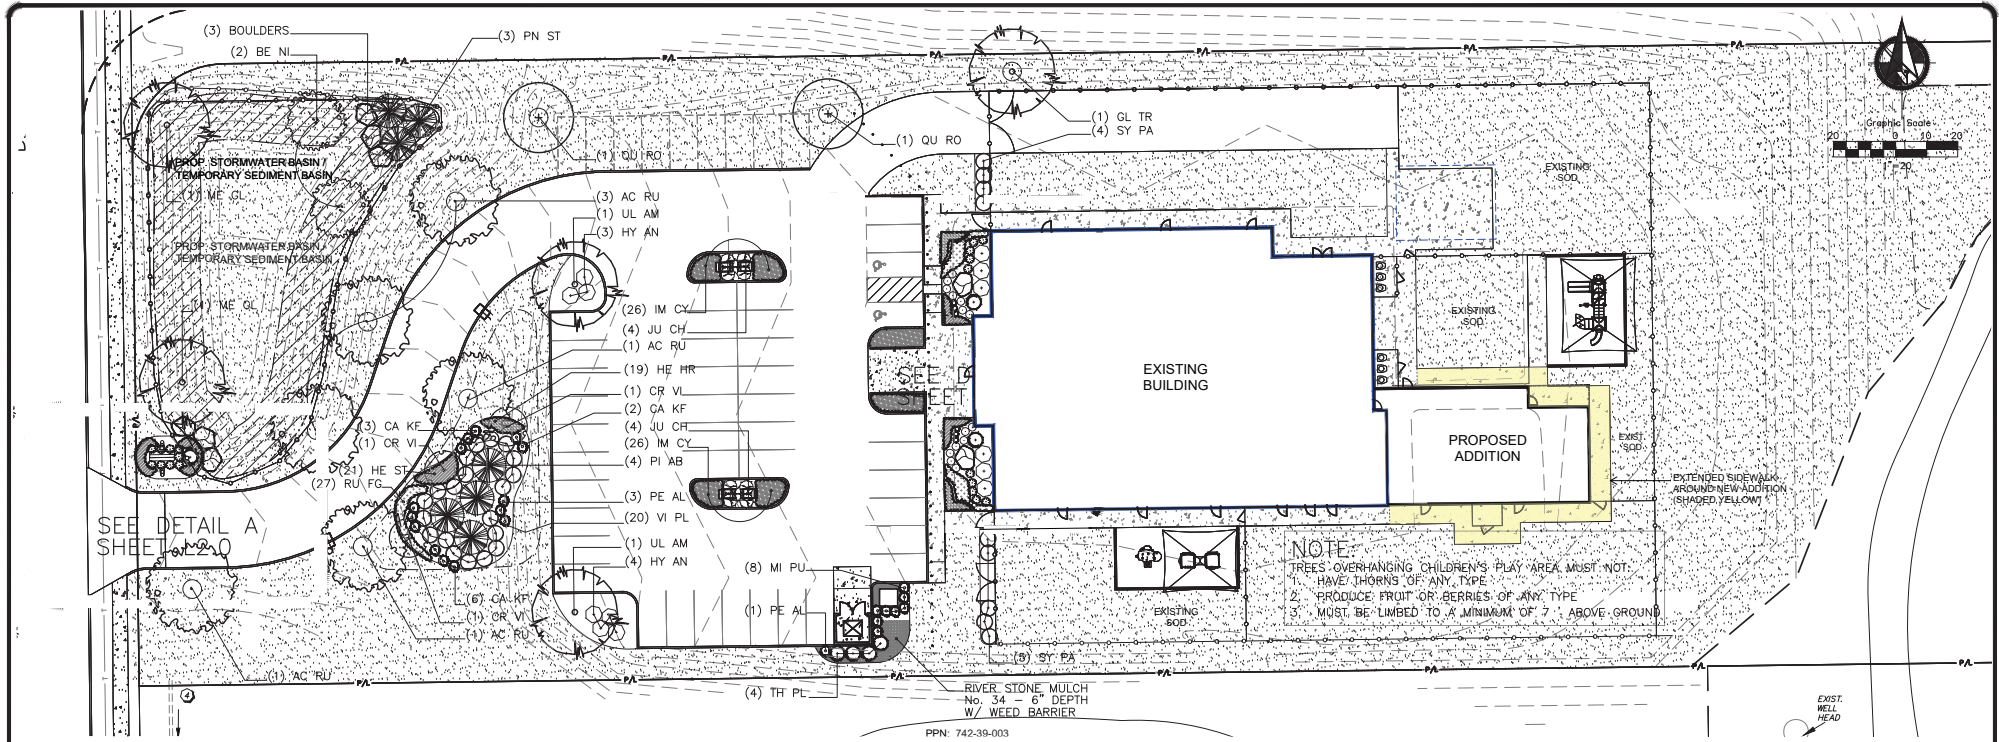 (3) BOULDERS
(2) BE NI
(3) PN ST
P/L
P/L
P/L
P/L
P/L
P/L
(1) GL TR
(4) SY PA
(1) QU RO
(1) QU RO
Graphic Scale
20 0 10 20
1"=20'
PROP. STORMWATER BASIN /
TEMPORARY SEDIMENT BASIN
(1) ME GL
PROP. STORMWATER BASIN /
TEMPORARY SEDIMENT BASIN
(1) ME GL
EXISTING
SOD
(3) AC RU
(1) UL AM
(3) HY AN
(26) IM CY
(4) JU CH
(1) AC RU
(19) HE HR
(1) CR VI
(2) CA KF
(4) JU CH
(26) IM CY
(4) PI AB
(3) PE AL
(20) VI PL
(1) UL AM
(4) HY AN
EXISTING
SOD
EXISTING
BUILDING
PROPOSED
ADDITION
EXIST.
SOD
EXTENDED SIDEWALK
AROUND NEW ADDITION
(SHADED YELLOW)
(3) CA KF
(1) CR VI
(21) HE ST
(27) RU FG
SEE DETAIL A
SHEET L2.0
SEE
SHEET
(6) CA KF
(1) CR VI
(1) AC RU
(1) AC RU
(8) MI PU
(1) PE AL
(4) TH PL
(5) SY PA
EXISTING
SOD
NOTE:
TREES OVERHANGING CHILDREN'S PLAY AREA MUST NOT:
1. HAVE THORNS OF ANY TYPE
2. PRODUCE FRUIT OR BERRIES OF ANY TYPE
3. MUST BE LIMBED TO A MINIMUM OF 7' ABOVE GROUND
P/L
P/L
P/L
P/L
P/L
P/L
P/L
4
RIVER STONE MULCH
No. 34 – 6" DEPTH
W/ WEED BARRIER
PPN: 742-39-003
EXIST.
WELL
HEAD